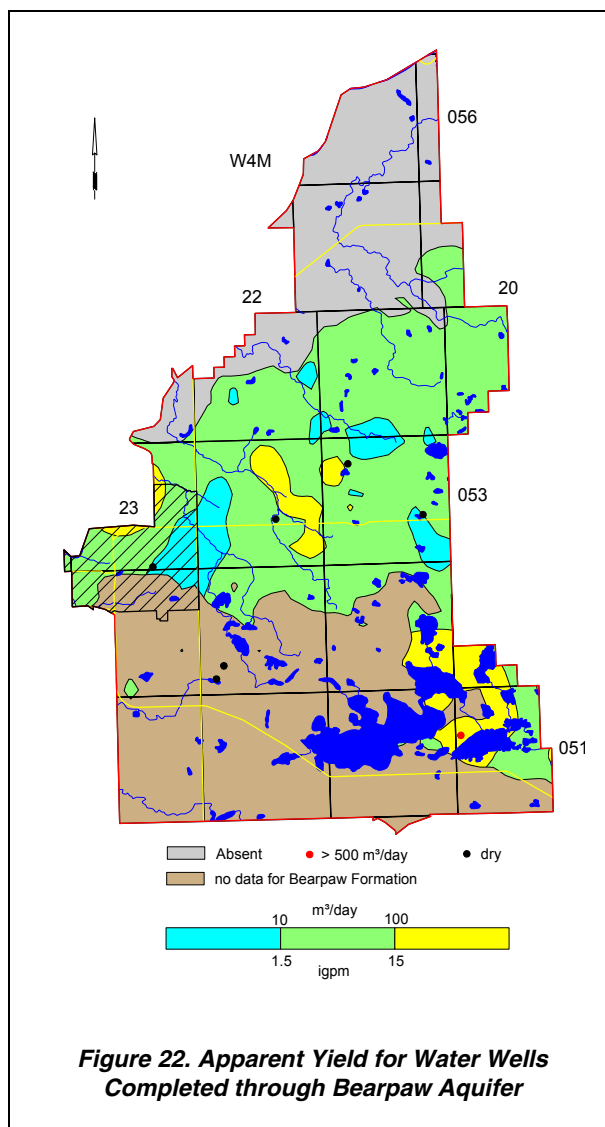 056
W4M
20
22
053
23
051
Absent
> 500 m³/day
dry
no data for Bearpaw Formation
m³/day
10
100
1.5
15
igpm
Figure 22. Apparent Yield for Water Wells
Completed through Bearpaw Aquifer